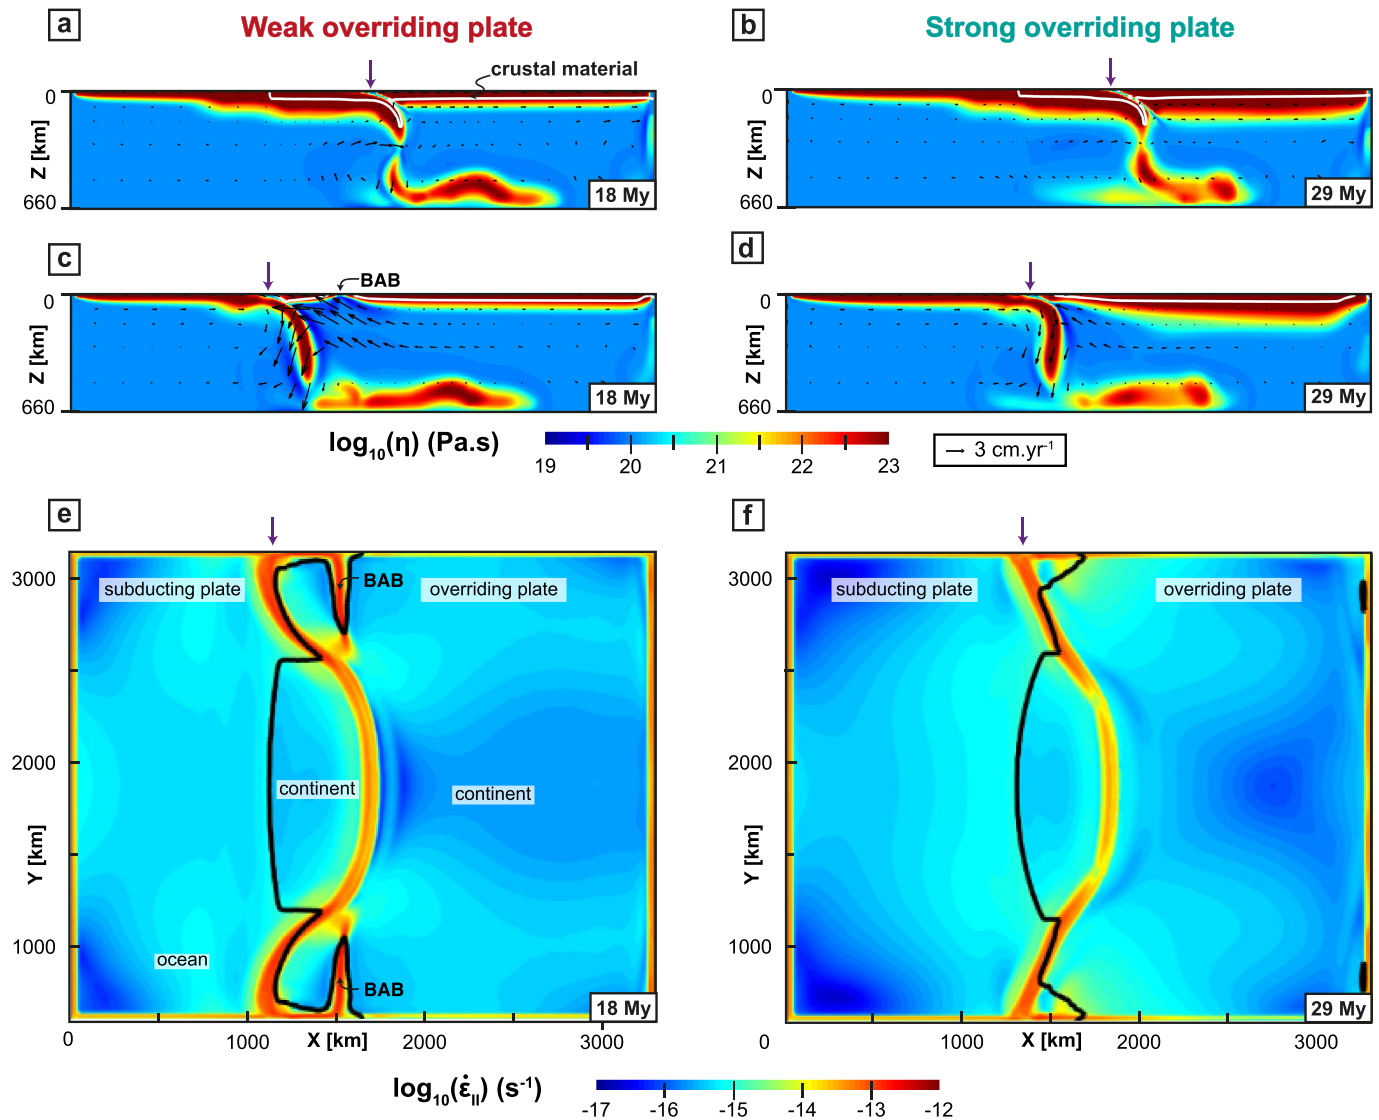 a
Weak overriding plate
b
Strong overriding plate
crustal material
0
Z [km]
660
18 My
0
Z [km]
660
29 My
c
BAB
d
0
Z [km]
660
18 My
0
Z [km]
660
29 My
log₁₀(η) (Pa.s)
19 20 21 22 23
3 cm.yr⁻¹
e
f
3000
2000
1000
Y [km]
subducting plate
BAB
overriding plate
continent
continent
ocean
BAB
18 My
0 1000 X [km] 2000 3000
3000
2000
1000
Y [km]
subducting plate
overriding plate
29 My
0 1000 X [km] 2000 3000
log₁₀(ε̇ᵢᵢ) (s⁻¹)
-17 -16 -15 -14 -13 -12